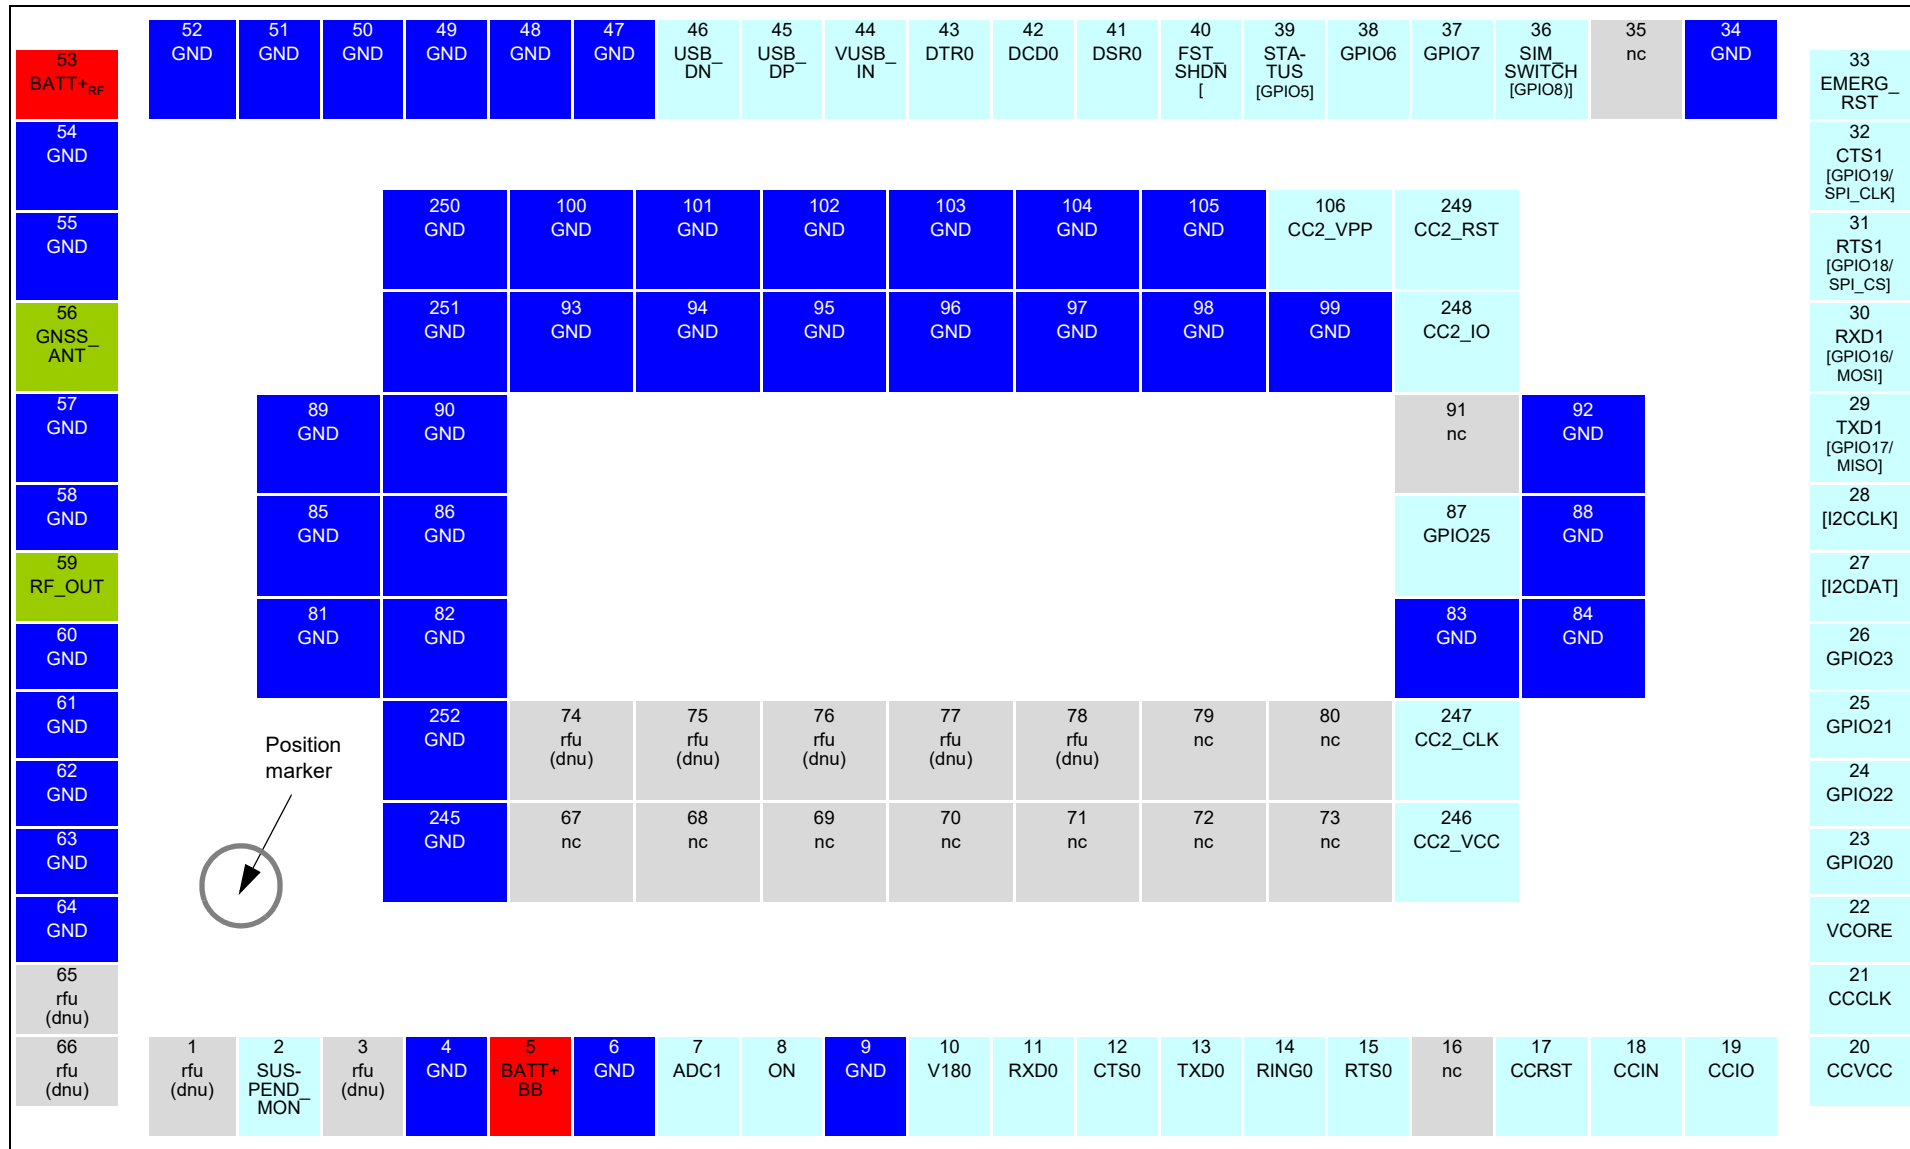 52
GND
51
GND
50
GND
49
GND
48
GND
47
GND
46
USB_
DN
45
USB_
DP
44
VUSB_
IN
43
DTR0
42
DCD0
41
DSR0
40
FST_
SHDN
[
39
STA-
TUS
[GPIO5]
38
GPIO6
37
GPIO7
36
SIM_
SWITCH
[GPIO8)]
35
nc
34
GND
53
BATT+RF
54
GND
55
GND
56
GNSS_
ANT
57
GND
58
GND
59
RF_OUT
60
GND
61
GND
62
GND
63
GND
64
GND
65
rfu
(dnu)
66
rfu
(dnu)
250
GND
100
GND
101
GND
102
GND
103
GND
104
GND
105
GND
106
CC2_VPP
249
CC2_RST
251
GND
93
GND
94
GND
95
GND
96
GND
97
GND
98
GND
99
GND
248
CC2_IO
89
GND
90
GND
91
nc
92
GND
85
GND
86
GND
87
GPIO25
88
GND
81
GND
82
GND
83
GND
84
GND
252
GND
74
rfu
(dnu)
75
rfu
(dnu)
76
rfu
(dnu)
77
rfu
(dnu)
78
rfu
(dnu)
79
nc
80
nc
247
CC2_CLK
245
GND
67
nc
68
nc
69
nc
70
nc
71
nc
72
nc
73
nc
246
CC2_VCC
Position
marker
33
EMERG_
RST
32
CTS1
[GPIO19/
SPI_CLK]
31
RTS1
[GPIO18/
SPI_CS]
30
RXD1
[GPIO16/
MOSI]
29
TXD1
[GPIO17/
MISO]
28
[I2CCLK]
27
[I2CDAT]
26
GPIO23
25
GPIO21
24
GPIO22
23
GPIO20
22
VCORE
21
CCCLK
20
CCVCC
1
rfu
(dnu)
2
SUS-
PEND_
MON
3
rfu
(dnu)
4
GND
5
BATT+
BB
6
GND
7
ADC1
8
ON
9
GND
10
V180
11
RXD0
12
CTS0
13
TXD0
14
RING0
15
RTS0
16
nc
17
CCRST
18
CCIN
19
CCIO